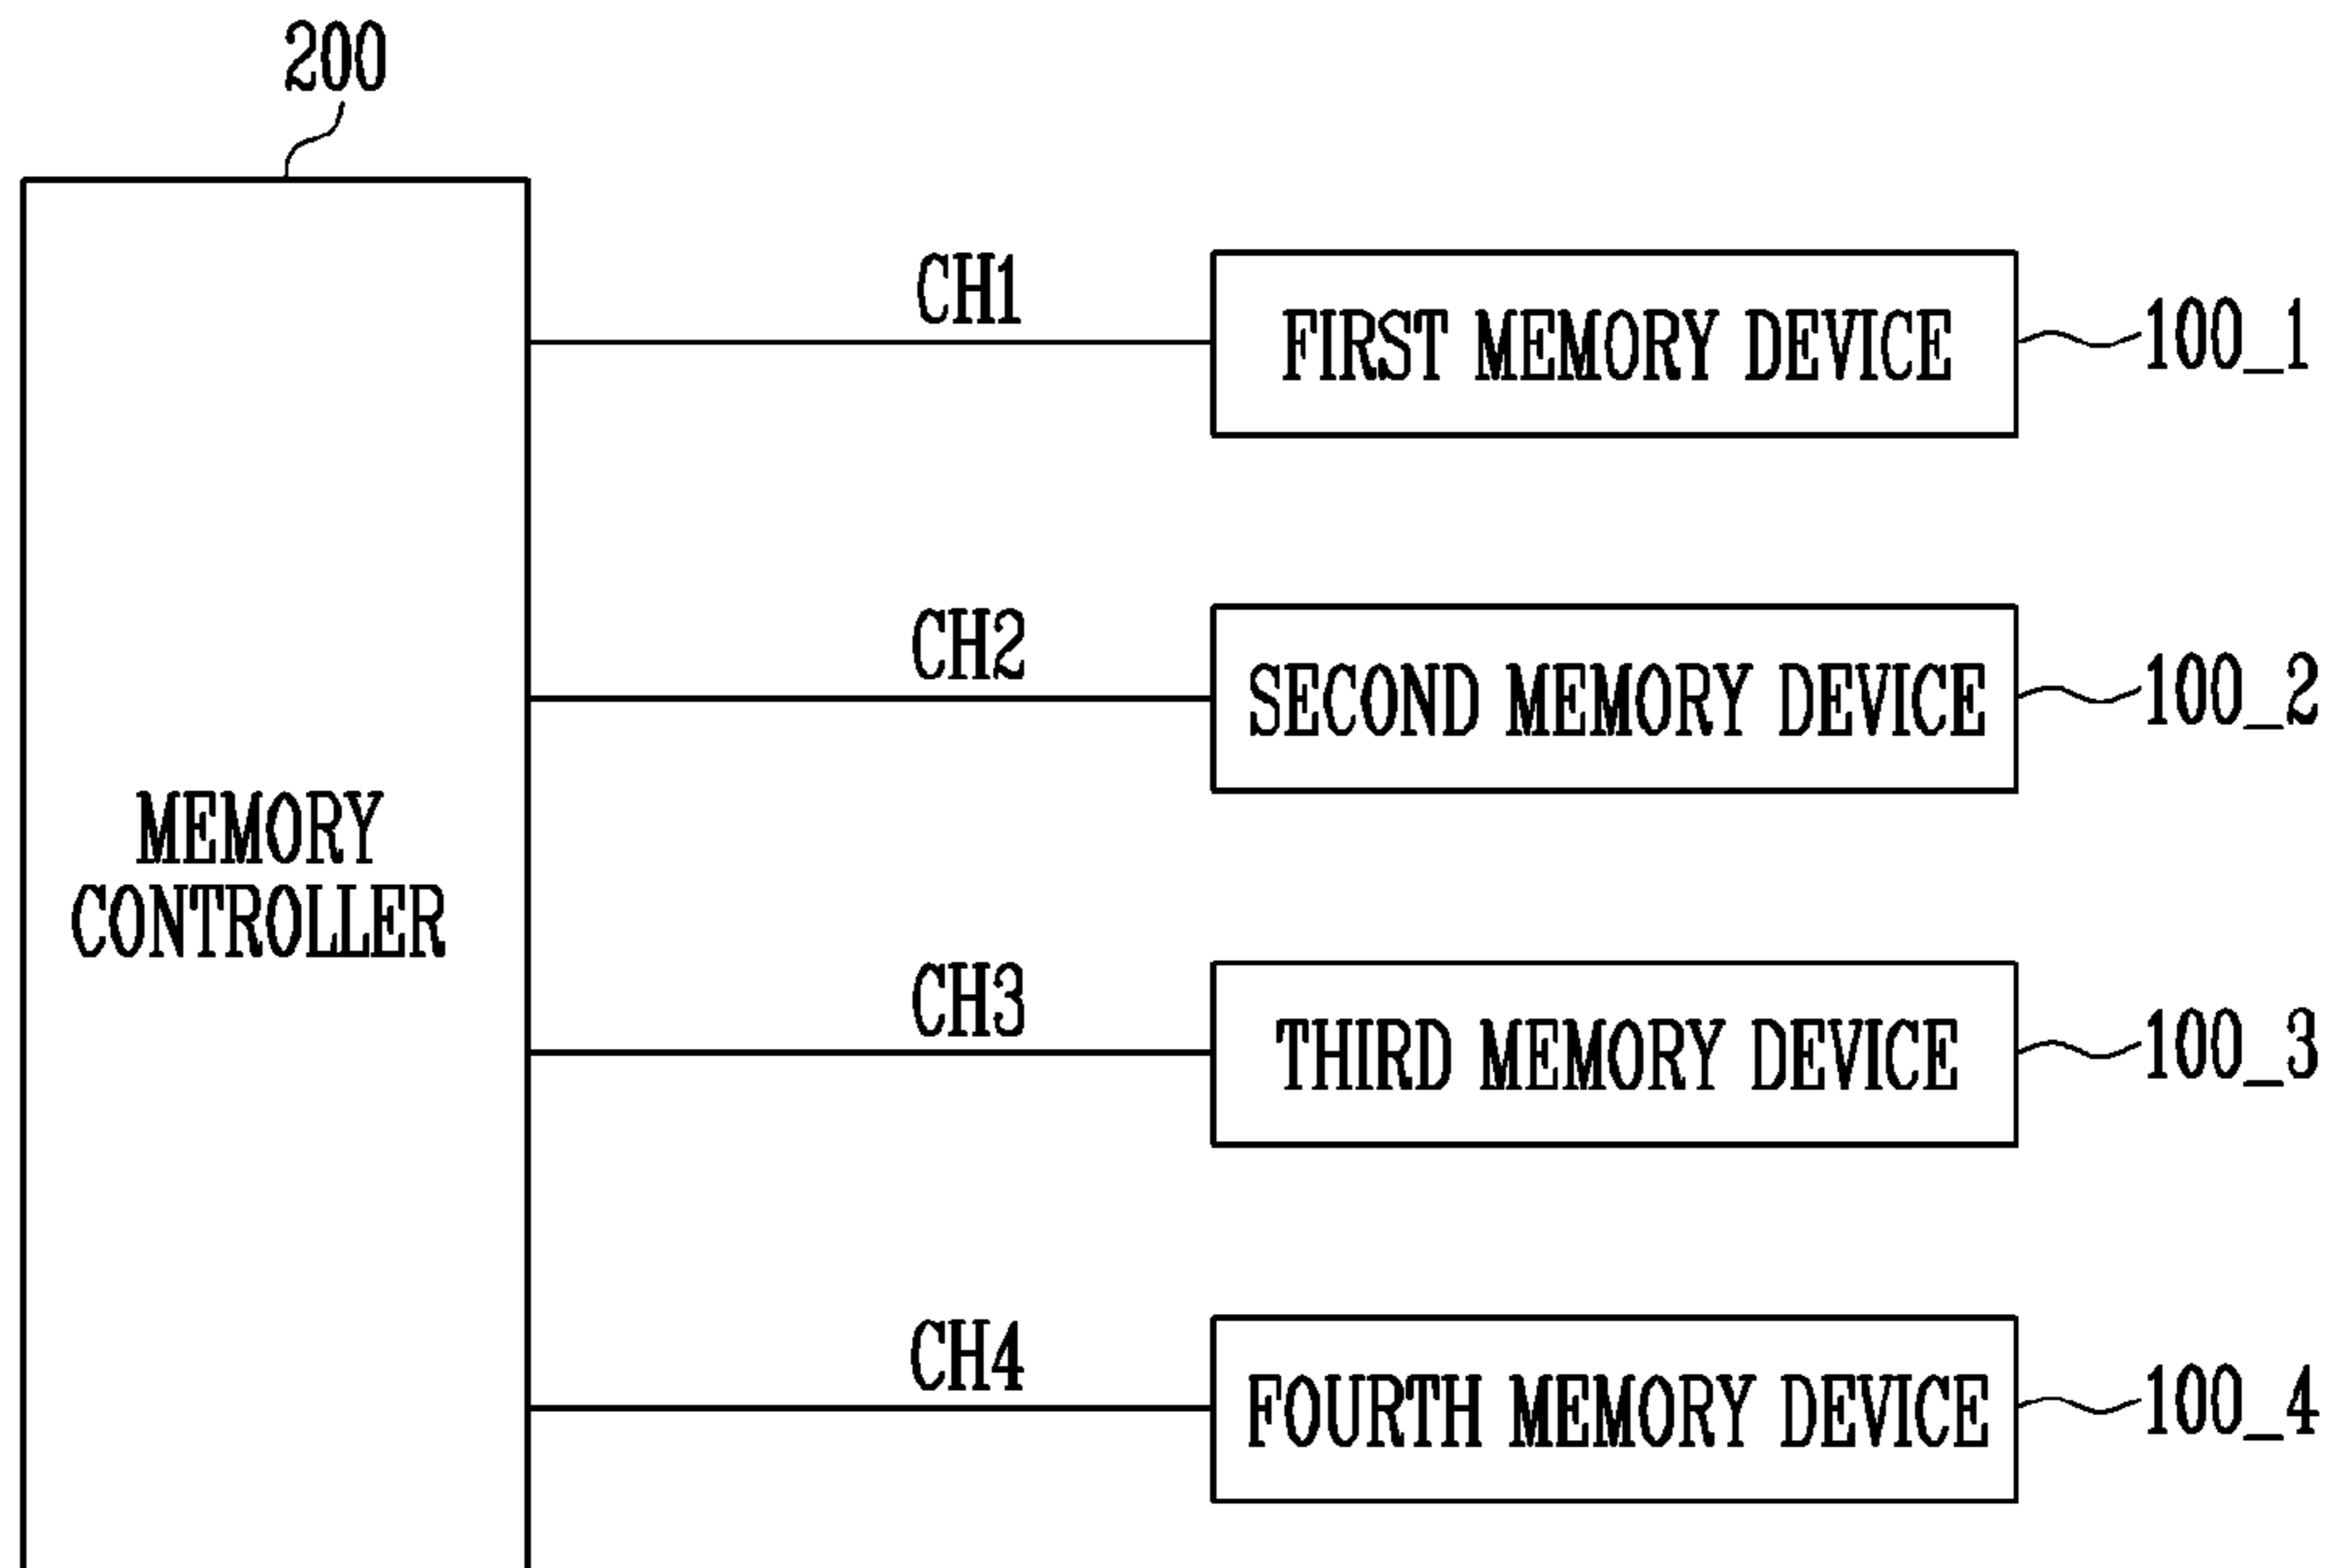 200
CH1
FIRST MEMORY DEVICE
100_1
CH2
SECOND MEMORY DEVICE
100_2
MEMORY
CONTROLLER
CH3
THIRD MEMORY DEVICE
100_3
CH4
FOURTH MEMORY DEVICE
100_4